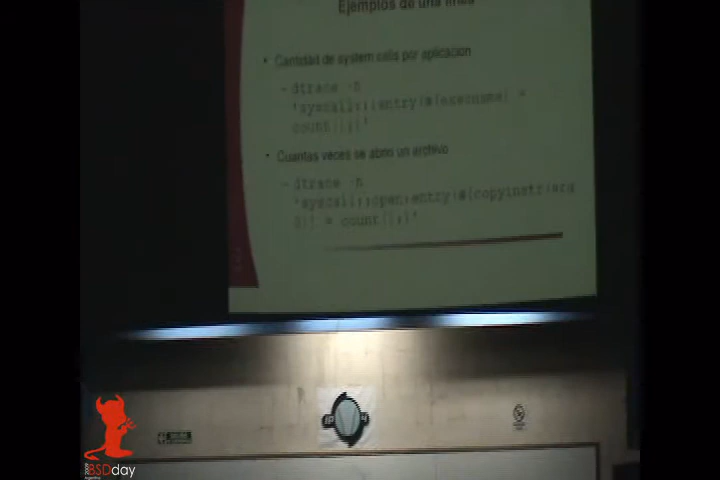 Ejemplos de una línea
• Cantidad de system calls por aplicacion
– dtrace -n
'syscall:::entry{@[execname] =
count();}'
• Cuantas veces se abrio un archivo
– dtrace -n
'syscall::open:entry{@[copyinstr(arg
0)] = count();}'
BSDday